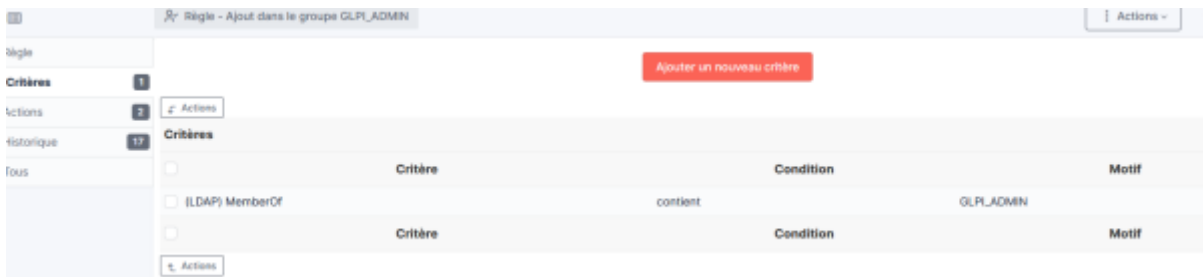 Règle - Ajout dans le groupe GLPI_ADMIN
Actions
Règle
Ajouter un nouveau critère
Critères 1
Actions 2
Actions
Historique 17
Critères
Tous
Critère Condition Motif
(LDAP) MemberOf contient GLPI_ADMIN
Critère Condition Motif
Actions